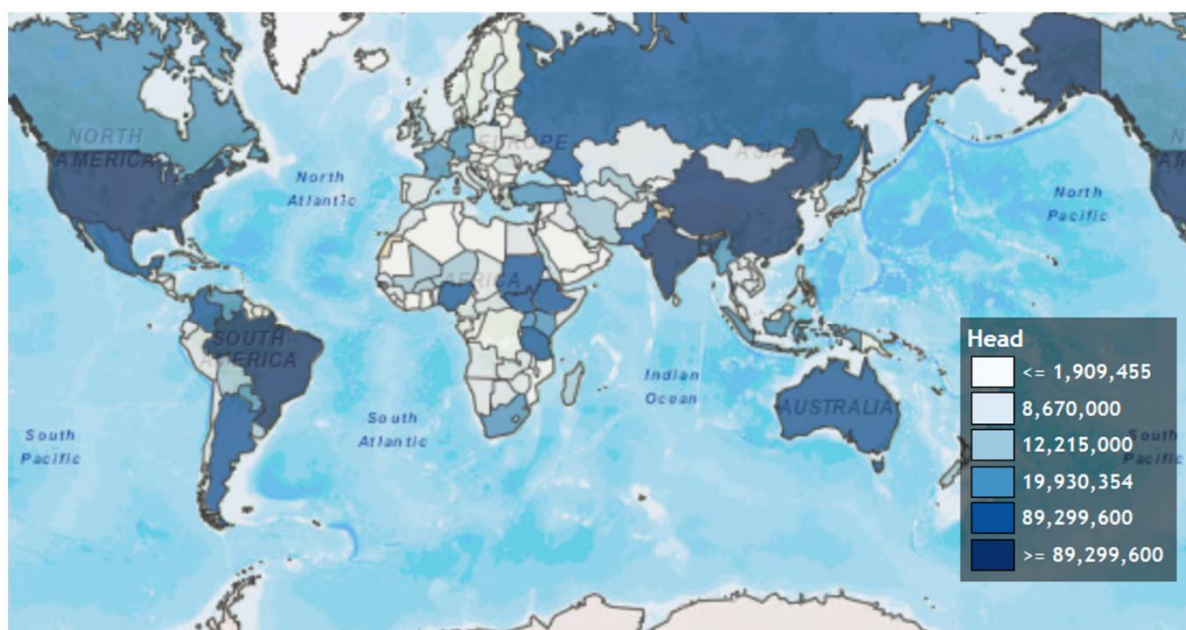 NORTH
AMERICA
North
Atlantic
EUROPE
ASIA
North
Pacific
N
AM
AFRICA
SOUTH
AMERICA
Indian
Ocean
AUSTRALIA
South
Pacific
South
Atlantic
South
Pacific
Head
<= 1,909,455
8,670,000
12,215,000
19,930,354
89,299,600
>= 89,299,600